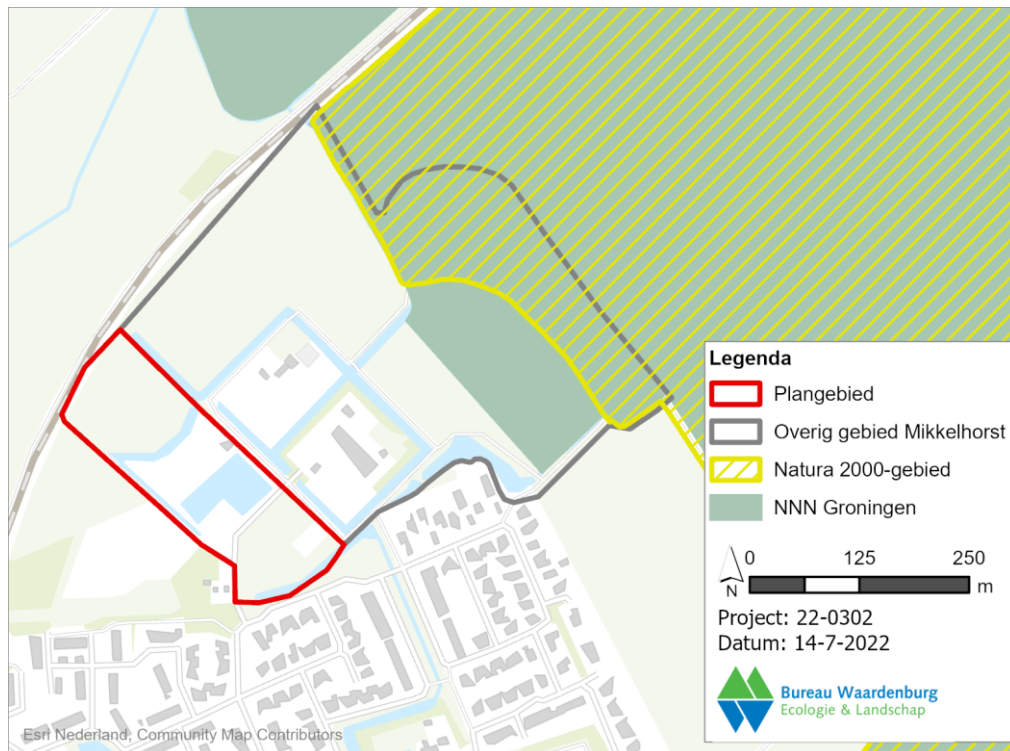 Legenda
Plangebied
Overig gebied Mikkelhorst
Natura 2000-gebied
NNN Groningen
0 125 250
m
N
Project: 22-0302
Datum: 14-7-2022
Bureau Waardenburg
Ecologie & Landschap
Esri Nederland, Community Map Contributors